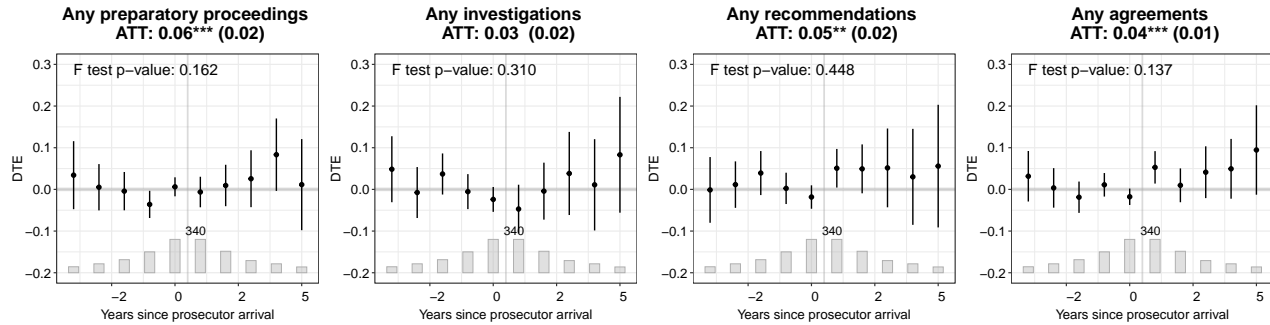 Any preparatory proceedings
ATT: 0.06*** (0.02)
F test p-value: 0.162
DTE
0.3
0.2
0.1
0.0
−0.1
−0.2
340
−2
0
2
5
Years since prosecutor arrival
Any investigations
ATT: 0.03 (0.02)
F test p-value: 0.310
DTE
0.3
0.2
0.1
0.0
−0.1
−0.2
340
−2
0
2
5
Years since prosecutor arrival
Any recommendations
ATT: 0.05** (0.02)
F test p-value: 0.448
DTE
0.3
0.2
0.1
0.0
−0.1
−0.2
340
−2
0
2
5
Years since prosecutor arrival
Any agreements
ATT: 0.04*** (0.01)
F test p-value: 0.137
DTE
0.3
0.2
0.1
0.0
−0.1
−0.2
340
−2
0
2
5
Years since prosecutor arrival